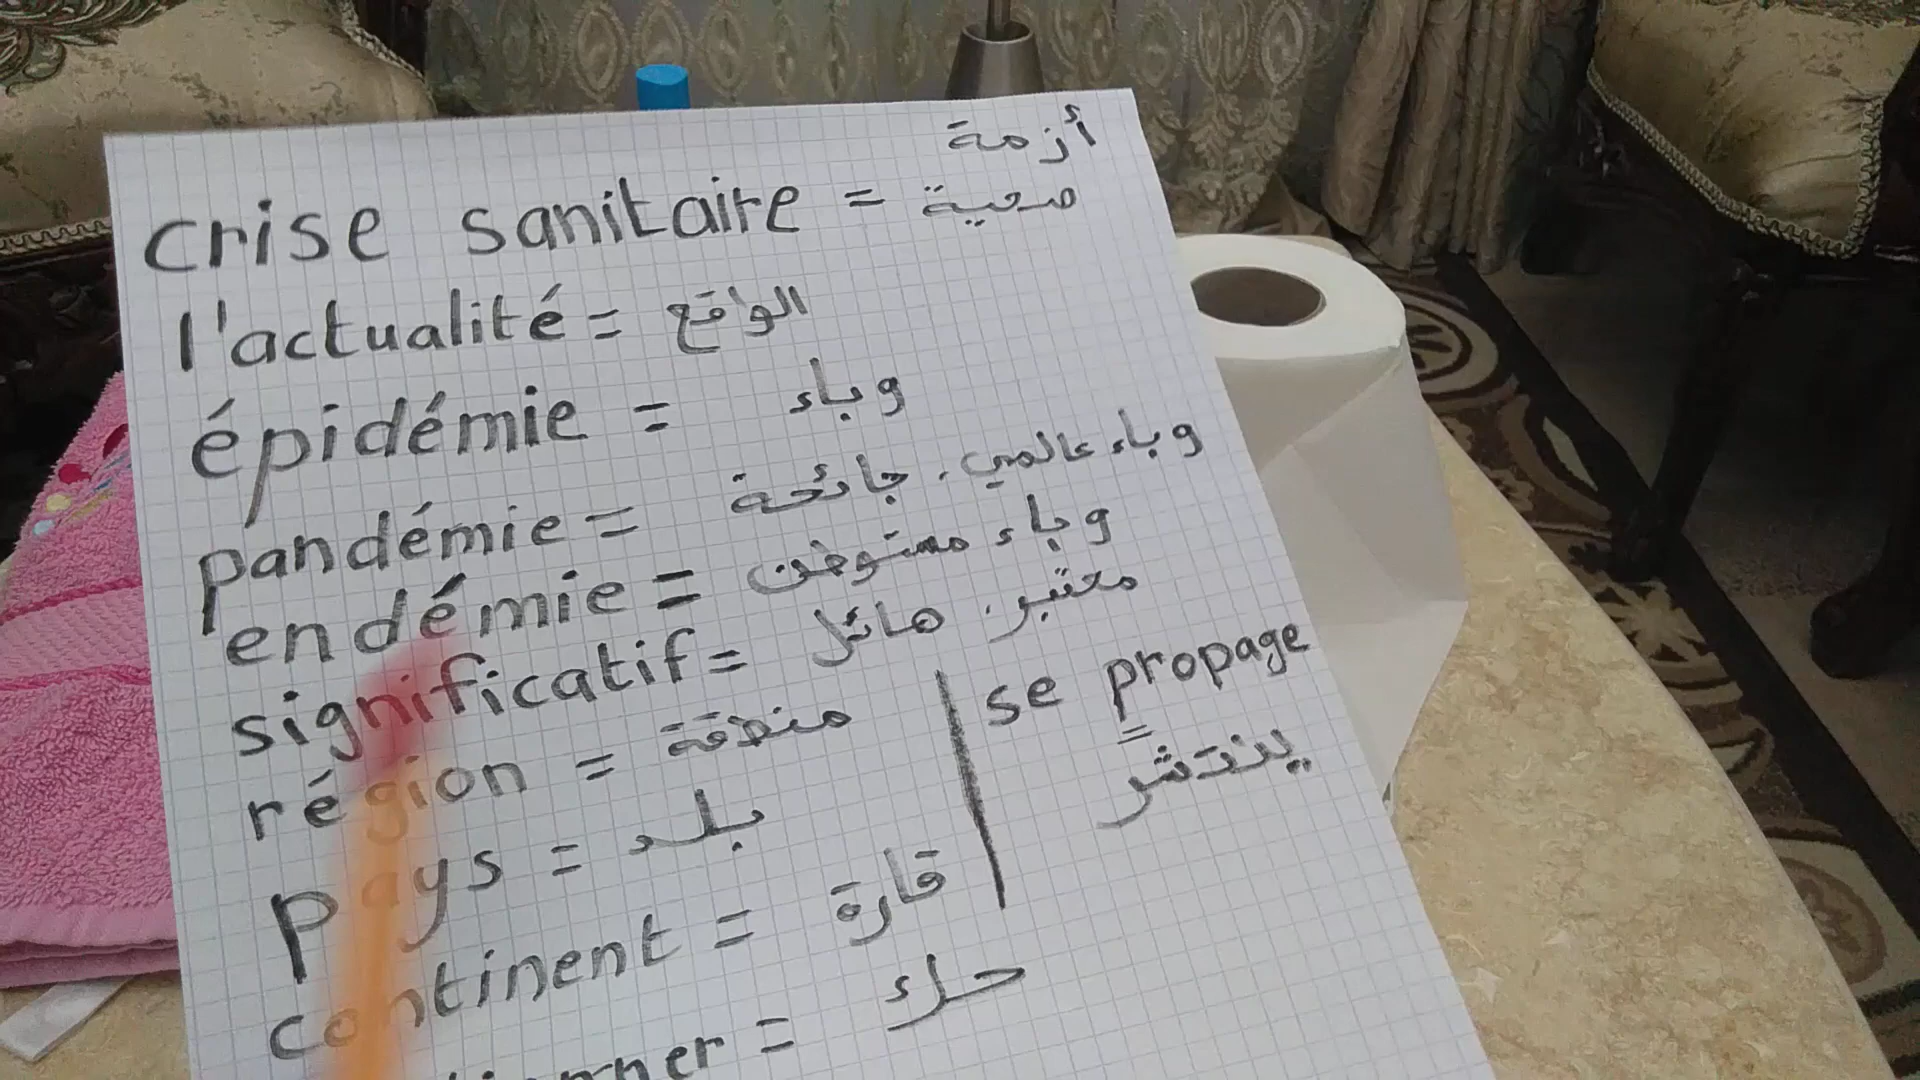 crise sanitaire = أزمة صحية
l'actualité = الواقع
épidémie = وباء
pandémie = وباء عالمي، جائحة
endémie = وباء مستوطن
significatif = معتبر، هائل
région = منطقة
pays = بلد
continent = قارة
se propage
=
ينتشر
=